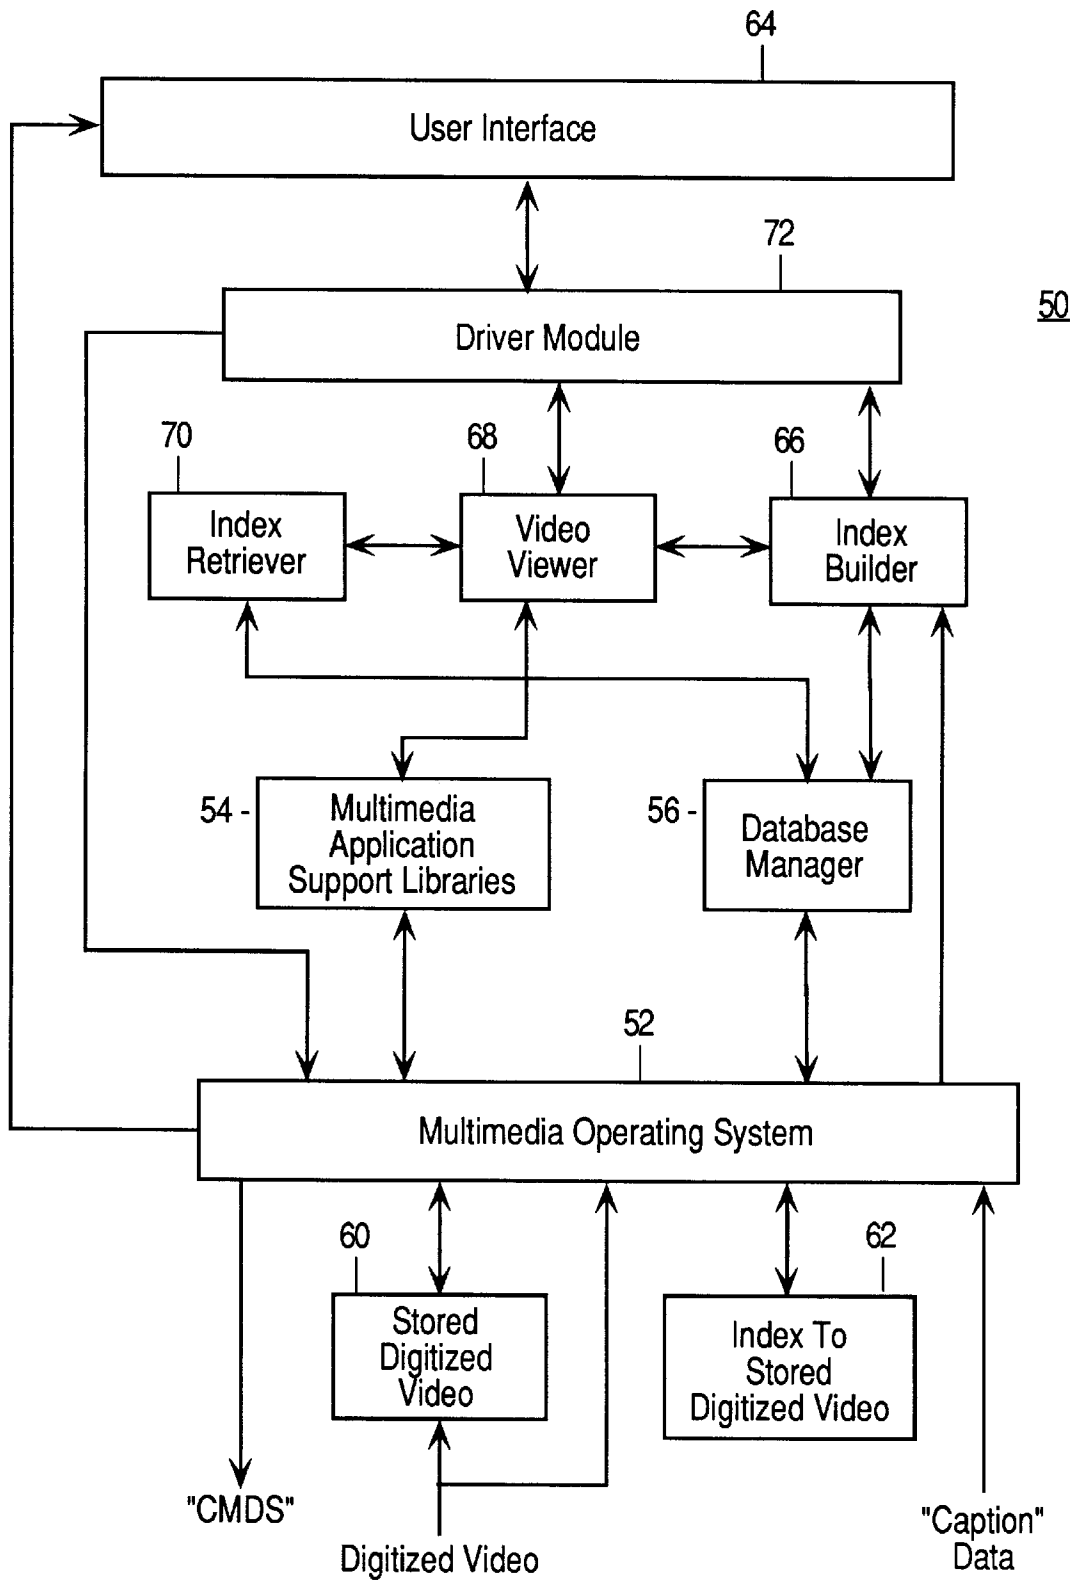 64
User Interface
72
50
Driver Module
70
68
66
Index
Retriever
Video
Viewer
Index
Builder
54
Multimedia
Application
Support Libraries
56
Database
Manager
52
Multimedia Operating System
60
62
Stored
Digitized
Video
Index To
Stored
Digitized Video
"CMDS"
Digitized Video
"Caption"
Data